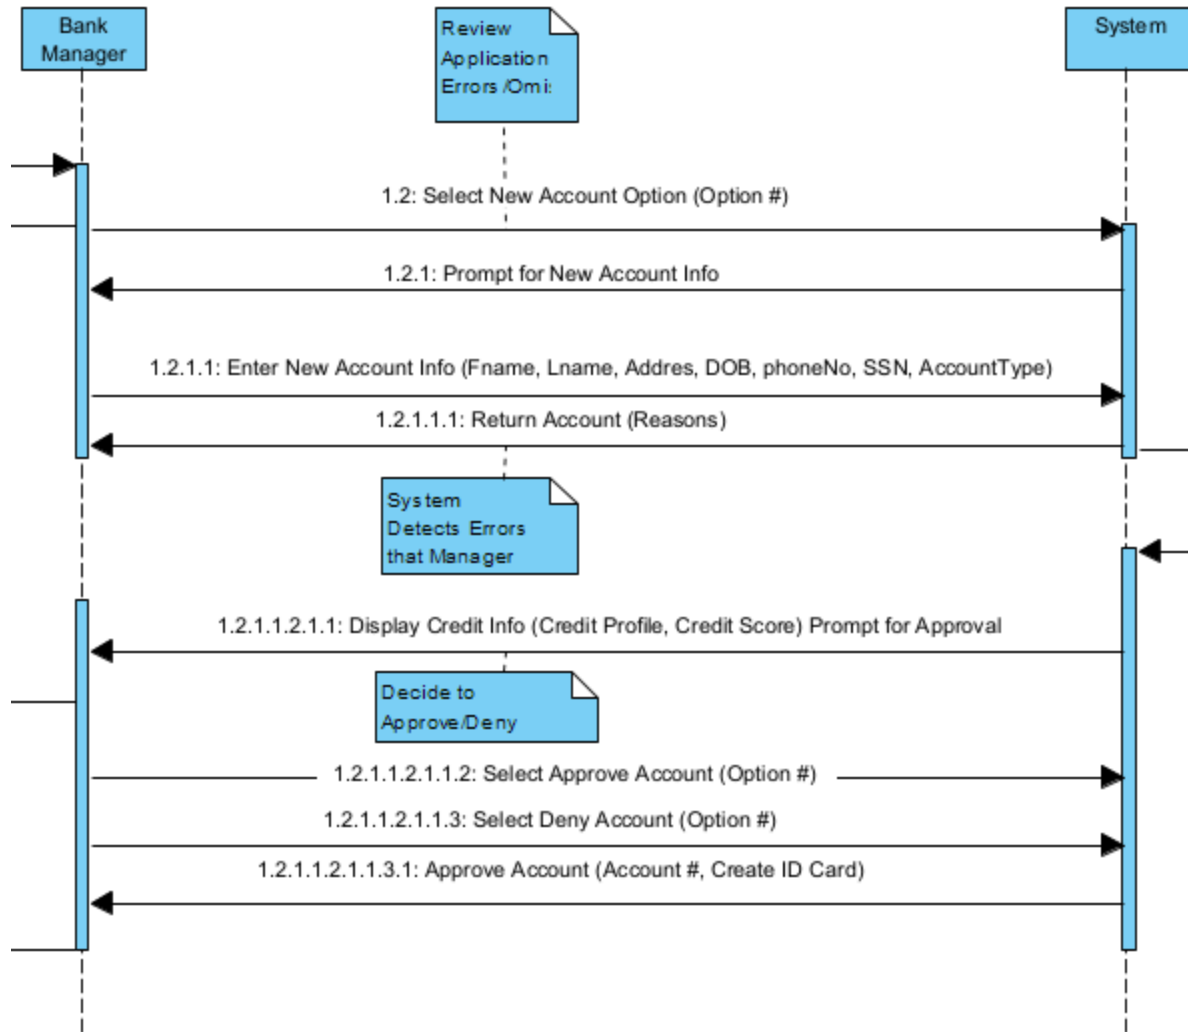 Bank
Manager
Review
Application
Errors/Omi
System
1.2: Select New Account Option (Option #)
1.2.1: Prompt for New Account Info
1.2.1.1: Enter New Account Info (Fname, Lname, Addres, DOB, phoneNo, SSN, AccountType)
1.2.1.1.1: Return Account (Reasons)
System
Detects Errors
that Manager
1.2.1.1.2.1.1: Display Credit Info (Credit Profile, Credit Score) Prompt for Approval
Decide to
Approve/Deny
1.2.1.1.2.1.1.2: Select Approve Account (Option #)
1.2.1.1.2.1.1.3: Select Deny Account (Option #)
1.2.1.1.2.1.1.3.1: Approve Account (Account #, Create ID Card)